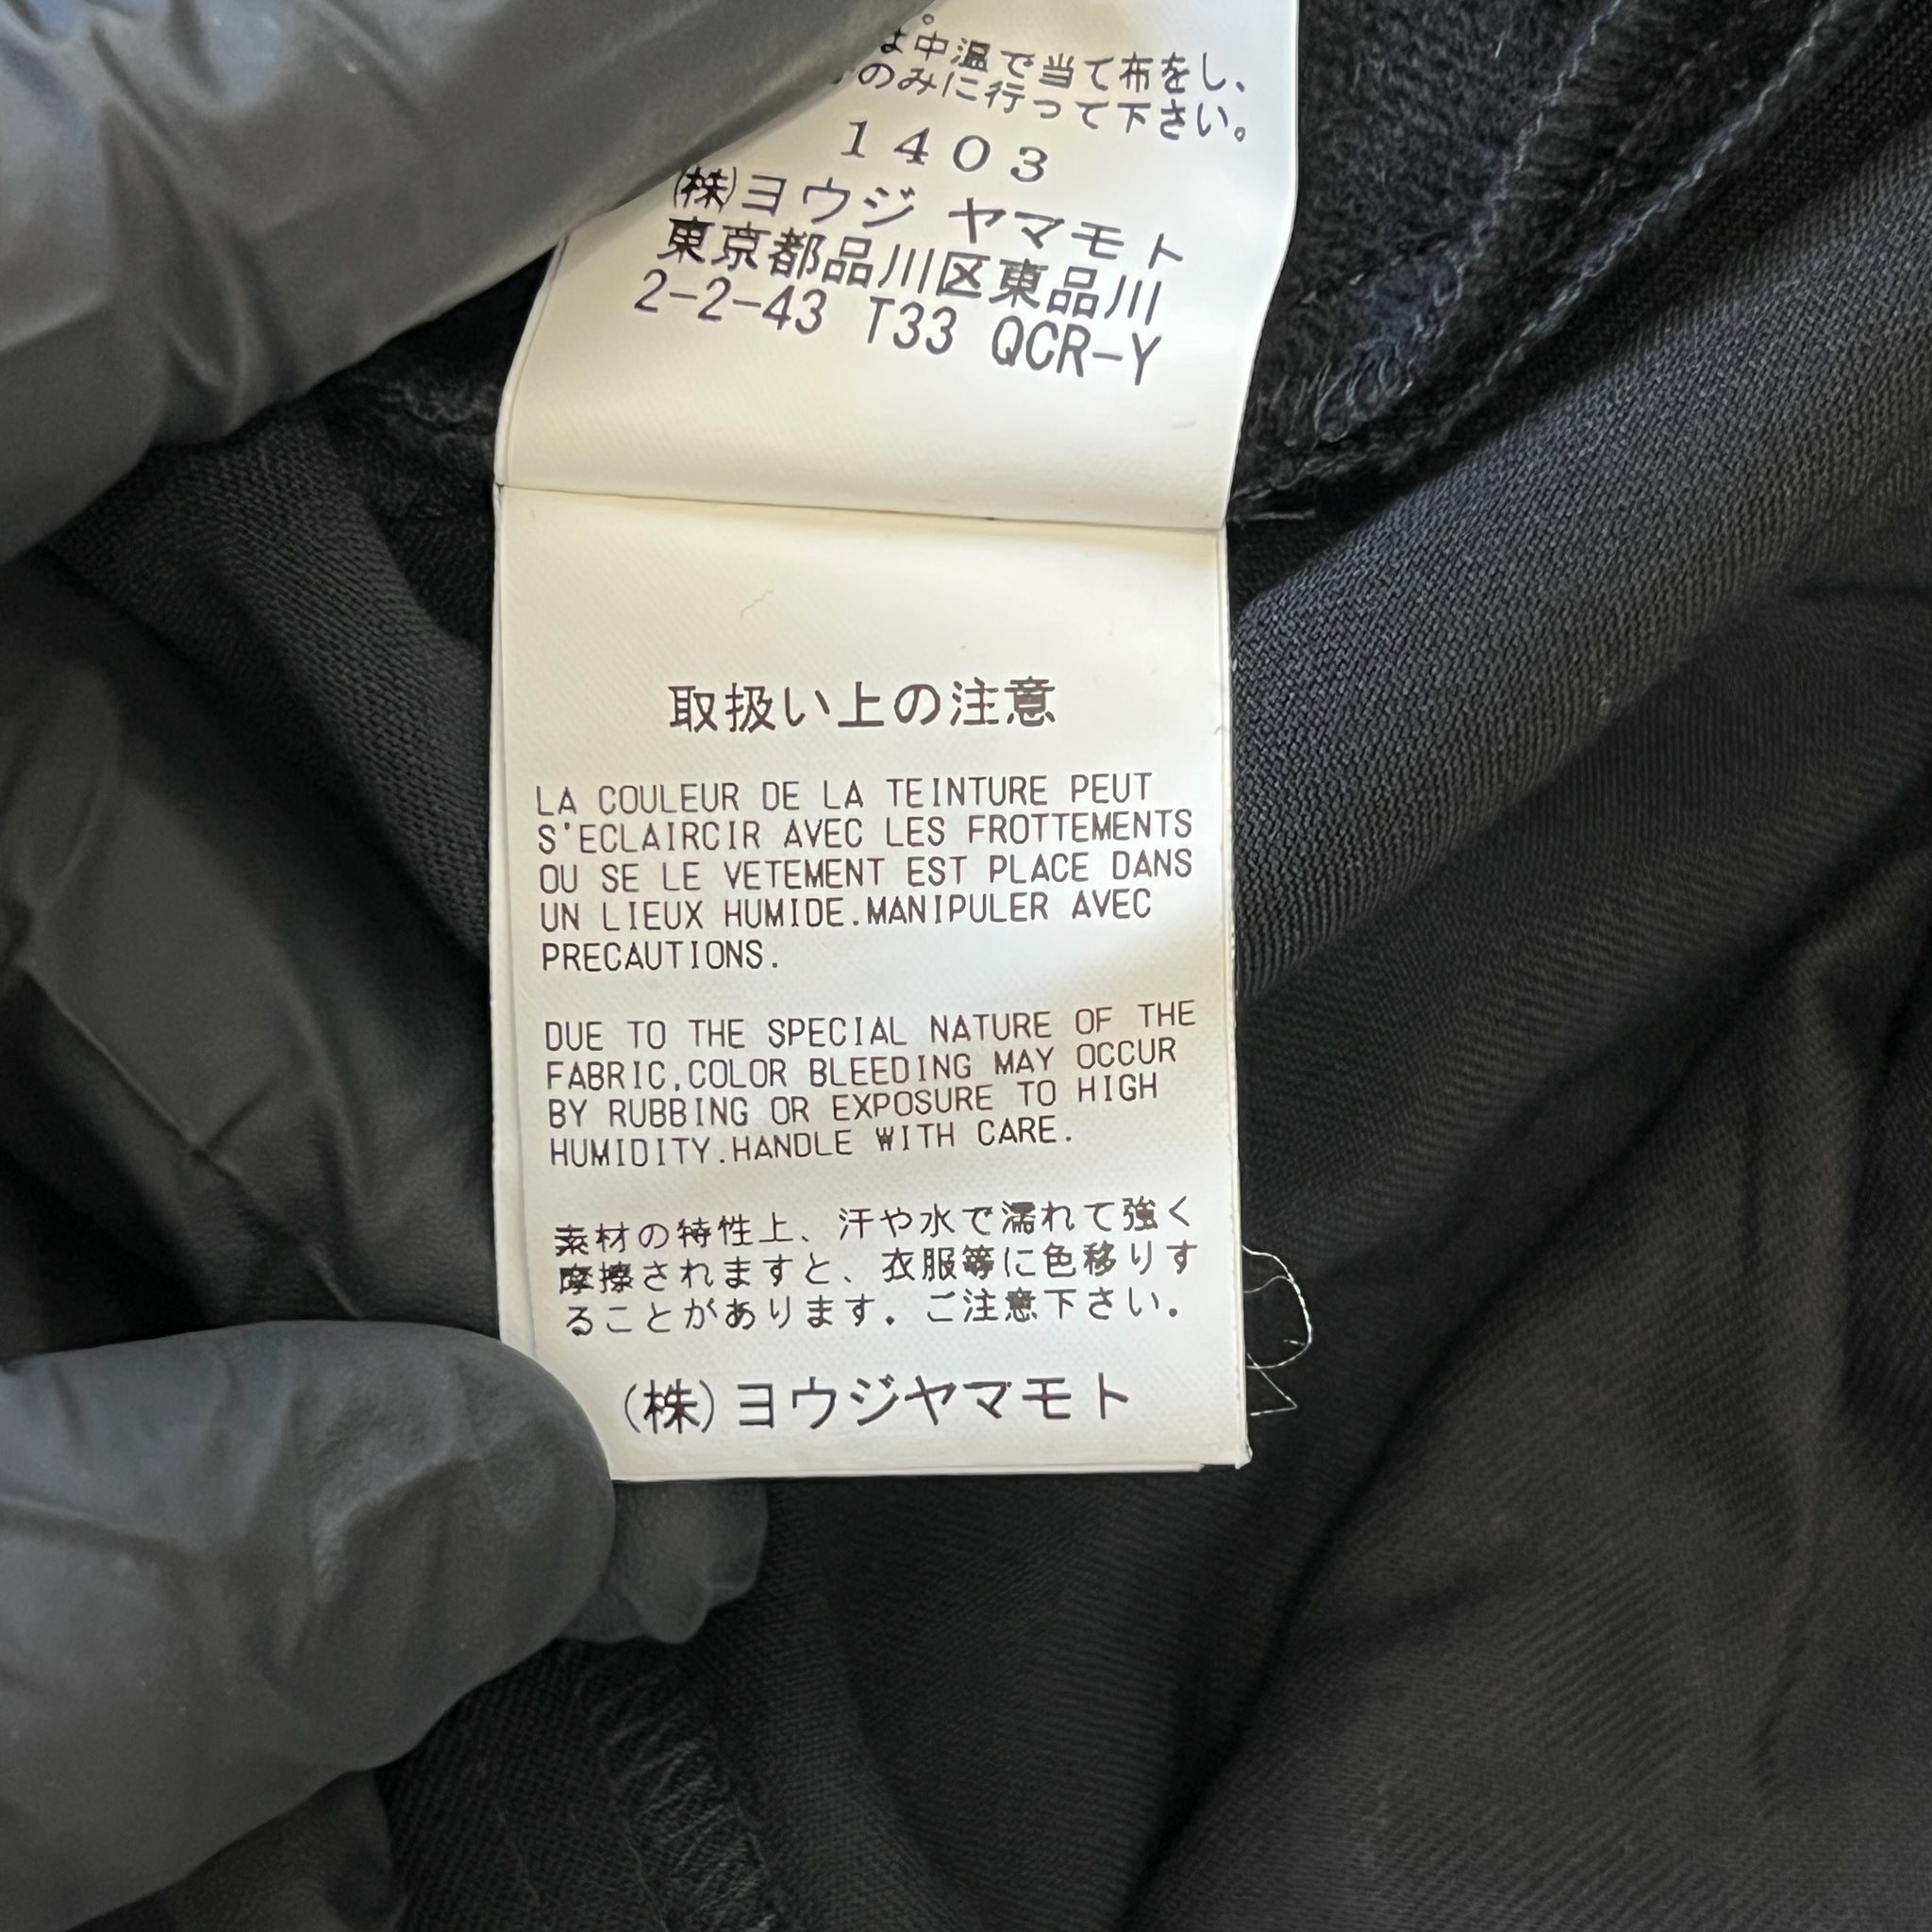 中温で当て布をし、
のみに行って下さい。
1403
(株)ヨウジ ヤマモト
東京都品川区東品川
2-2-43 T33 QCR-Y
取扱い上の注意
LA COULEUR DE LA TEINTURE PEUT
S'ECLAIRCIR AVEC LES FROTTEMENTS
OU SE LE VETEMENT EST PLACE DANS
UN LIEUX HUMIDE.MANIPULER AVEC
PRECAUTIONS.
DUE TO THE SPECIAL NATURE OF THE
FABRIC,COLOR BLEEDING MAY OCCUR
BY RUBBING OR EXPOSURE TO HIGH
HUMIDITY.HANDLE WITH CARE.
素材の特性上、汗や水で濡れて強く
摩擦されますと、衣服等に色移りす
ることがあります。ご注意下さい。
(株)ヨウジヤマモト